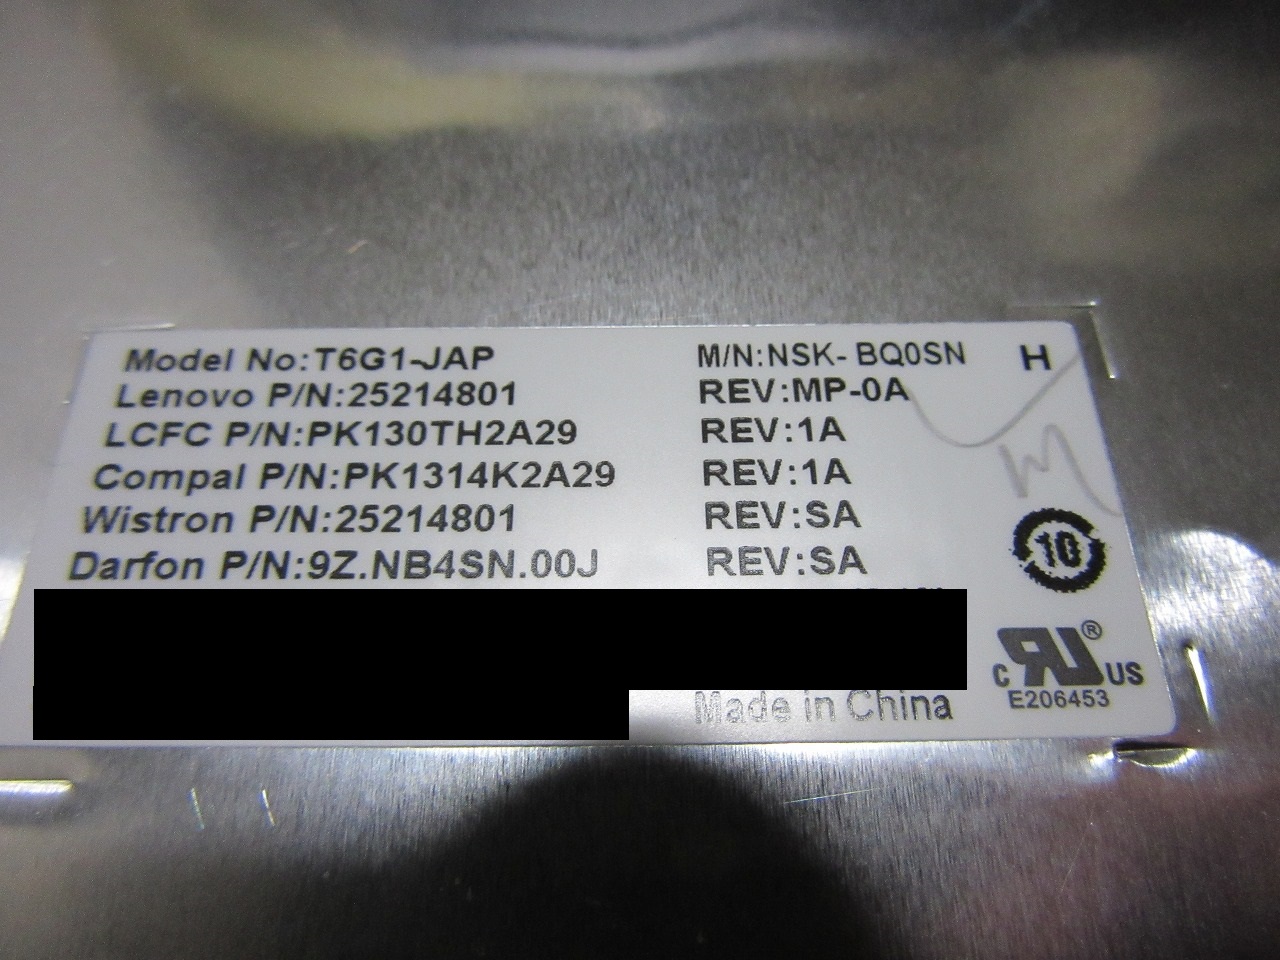 Model No:T6G1-JAP M/N:NSK- BQ0SN H
Lenovo P/N:25214801 REV:MP-0A
LCFC P/N:PK130TH2A29 REV:1A
Compal P/N:PK1314K2A29 REV:1A
Wistron P/N:25214801 REV:SA
Darfon P/N:9Z.NB4SN.00J REV:SA
10
c RU ® US
E206453
Made in China